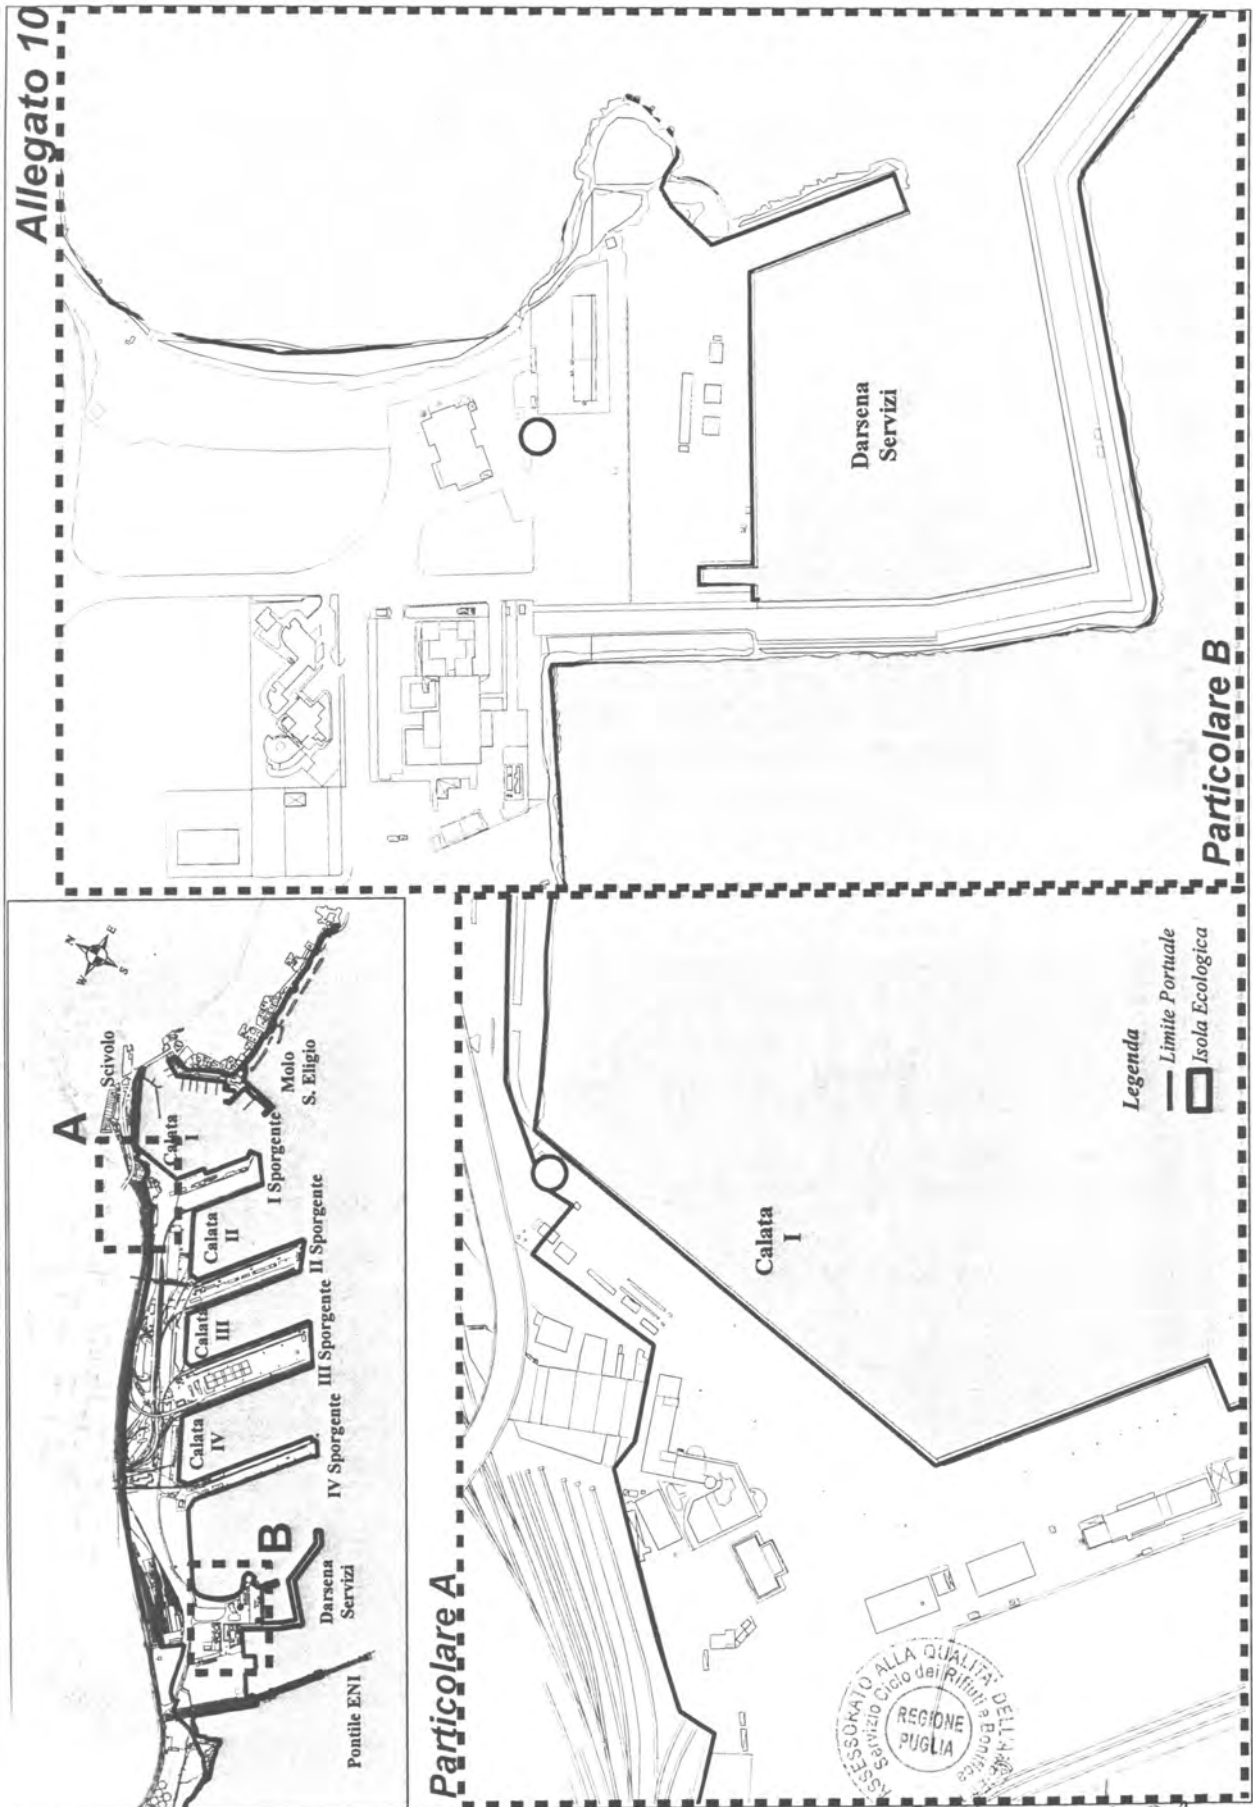 Allegato 10
N
W
E
S
A
Scivolo
Calata
I
I Sporgente
Molo
S. Eligio
Calata
II
II Sporgente
Calata
III
III Sporgente
Calata
IV
IV Sporgente
B
Darsena
Servizi
Pontile ENI
Particolare A
Calata
I
Legenda
Limite Portuale
Isola Ecologica
ASSESSORATO ALLA QUALITA' DELL'
Servizio Ciclo dei Rifiuti e Bonifica
REGIONE
PUGLIA
Darsena
Servizi
Particolare B